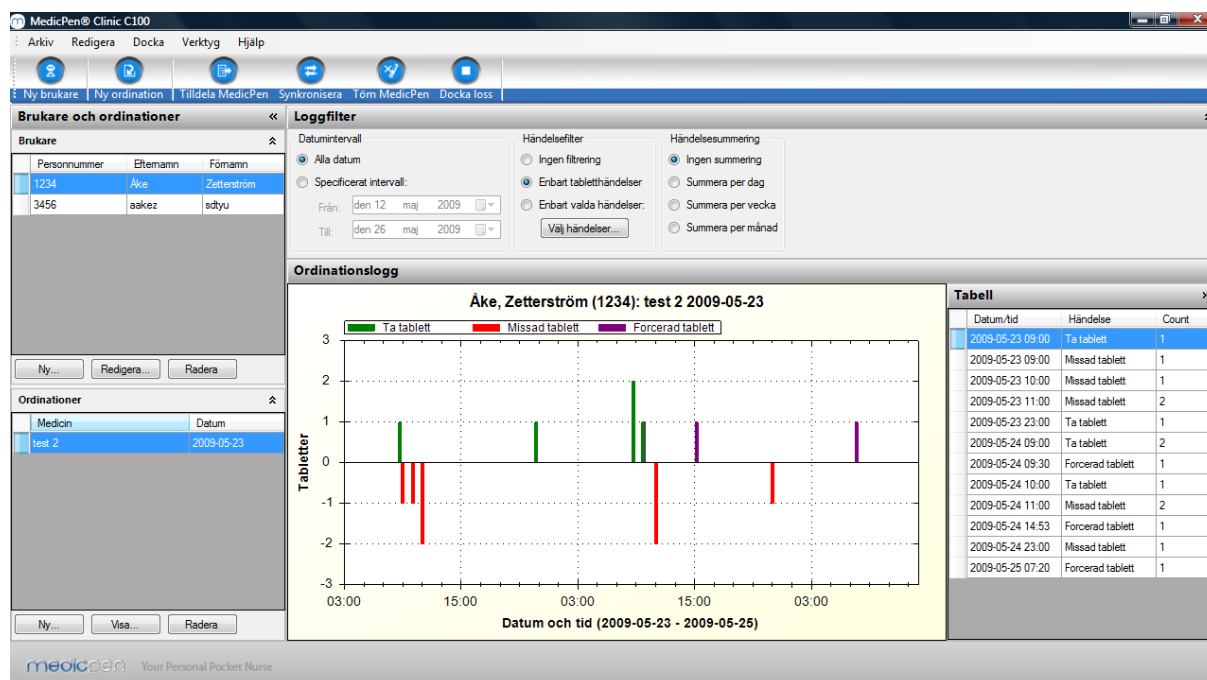 MedicPen® Clinic C100
Arkiv Redigera Docka Verktyg Hjälp
Ny brukare Ny ordination Tilldela MedicPen Synkronisera Töm MedicPen Docka loss
Brukare och ordinationer «
Brukare
Personnummer Efternamn Förnamn
1234 Åke Zetterström
3456 aakez sdtyu
Ny... Redigera... Radera
Ordinationer
Medicin Datum
test 2 2009-05-23
Ny... Visa... Radera
Loggfilter
Datumintervall
Alla datum
Specificerat intervall:
Från: den 12 maj 2009
Till: den 26 maj 2009
Händelsefilter
Ingen filtrering
Enbart tabletthändelser
Enbart valda händelser:
Välj händelser...
Händelsesummering
Ingen summering
Summera per dag
Summera per vecka
Summera per månad
Ordinationslogg
Åke, Zetterström (1234): test 2 2009-05-23
Ta tablett Missad tablett Forcerad tablett
3
2
1
0
-1
-2
-3
Tabletter
03:00 15:00 03:00 15:00 03:00
Datum och tid (2009-05-23 - 2009-05-25)
Tabell »
Datum/tid Händelse Count
2009-05-23 09:00 Ta tablett 1
2009-05-23 09:00 Missad tablett 1
2009-05-23 10:00 Missad tablett 1
2009-05-23 11:00 Missad tablett 2
2009-05-23 23:00 Ta tablett 1
2009-05-24 09:00 Ta tablett 2
2009-05-24 09:30 Forcerad tablett 1
2009-05-24 10:00 Ta tablett 1
2009-05-24 11:00 Missad tablett 2
2009-05-24 14:53 Forcerad tablett 1
2009-05-24 23:00 Missad tablett 1
2009-05-25 07:20 Forcerad tablett 1
medicpen Your Personal Pocket Nurse